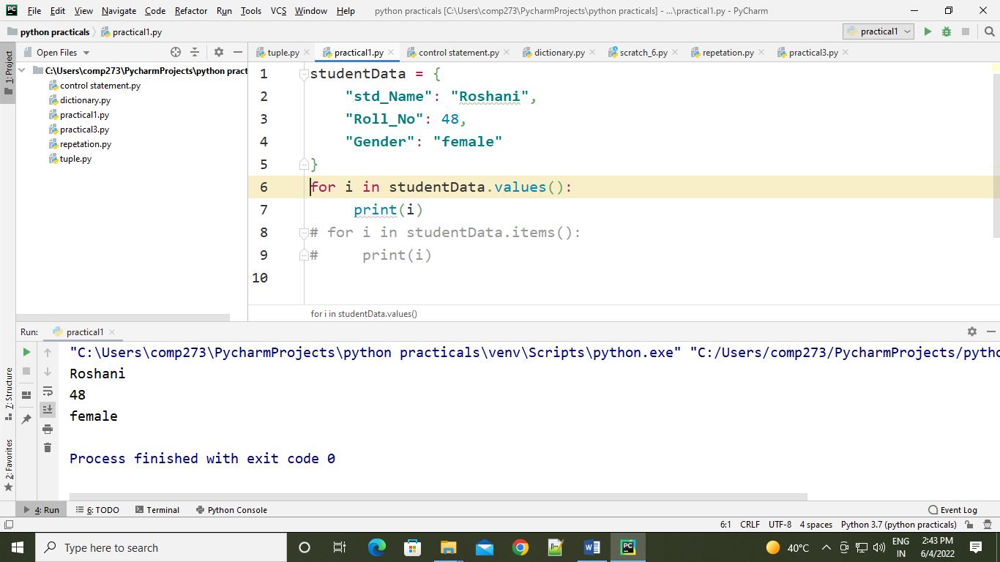 File Edit View Navigate Code Refactor Run Tools VCS Window Help python practicals [C:\Users\comp273\PycharmProjects\python practicals] - ...\practical1.py - PyCharm
python practicals practical1.py practical1
1: Project
Open Files
tuple.py practical1.py control statement.py dictionary.py scratch_6.py repetation.py practical3.py
C:\Users\comp273\PycharmProjects\python pract
control statement.py
dictionary.py
practical1.py
practical3.py
repetation.py
tuple.py
1 studentData = {
2     "std_Name": "Roshani",
3     "Roll_No": 48,
4     "Gender": "female"
5 }
6 for i in studentData.values():
7      print(i)
8 # for i in studentData.items():
9 #     print(i)
10
for i in studentData.values()
Run: practical1
"C:\Users\comp273\PycharmProjects\python practicals\venv\Scripts\python.exe" "C:/Users/comp273/PycharmProjects/pytho
Roshani
48
female
Process finished with exit code 0
7: Structure
2: Favorites
4: Run 6: TODO Terminal Python Console Event Log
6:1 CRLF UTF-8 4 spaces Python 3.7 (python practicals)
Type here to search
40°C
ENG
IN
2:43 PM
6/4/2022